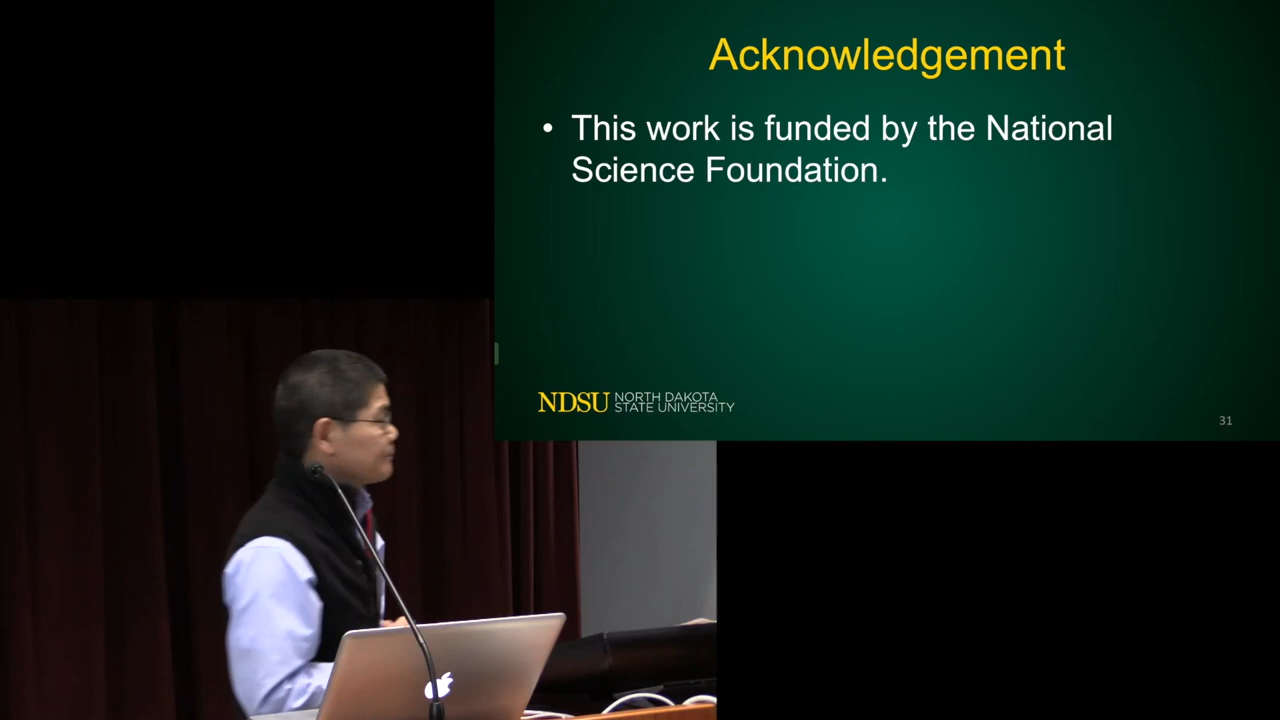 Acknowledgement
• This work is funded by the National
Science Foundation.
NDSU NORTH DAKOTA
STATE UNIVERSITY
31